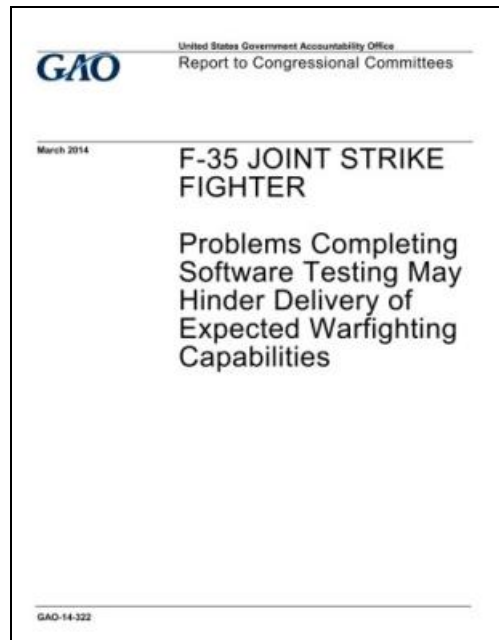 United States Government Accountability Office
GAO
Report to Congressional Committees
March 2014
F-35 JOINT STRIKE
FIGHTER
Problems Completing
Software Testing May
Hinder Delivery of
Expected Warfighting
Capabilities
GAO-14-322